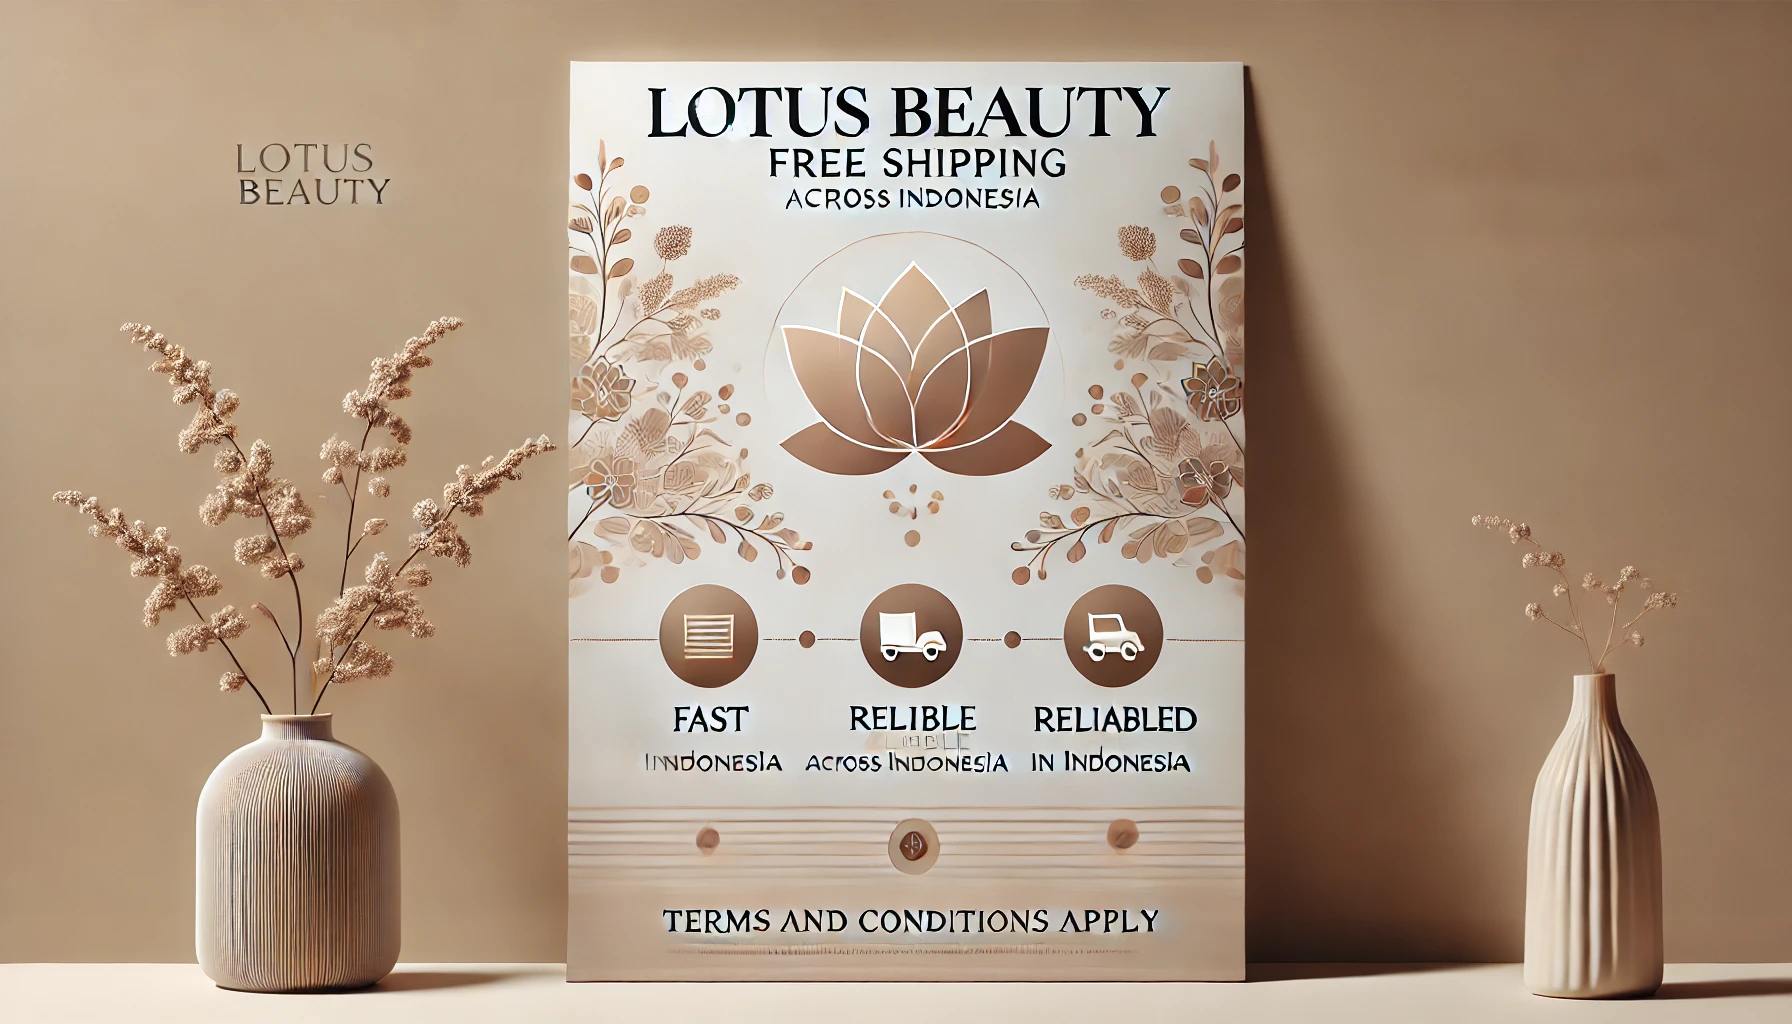 LOTUS
BEAUTY
LOTUS BEAUTY
FREE SHIPPING
ACROSS INDONESIA
FAST
RELIBLE
RELIABLED
INDONESIA
ACROSS INDONESIA
IN INDONESIA
TERMS AND CONDITIONS APPLY